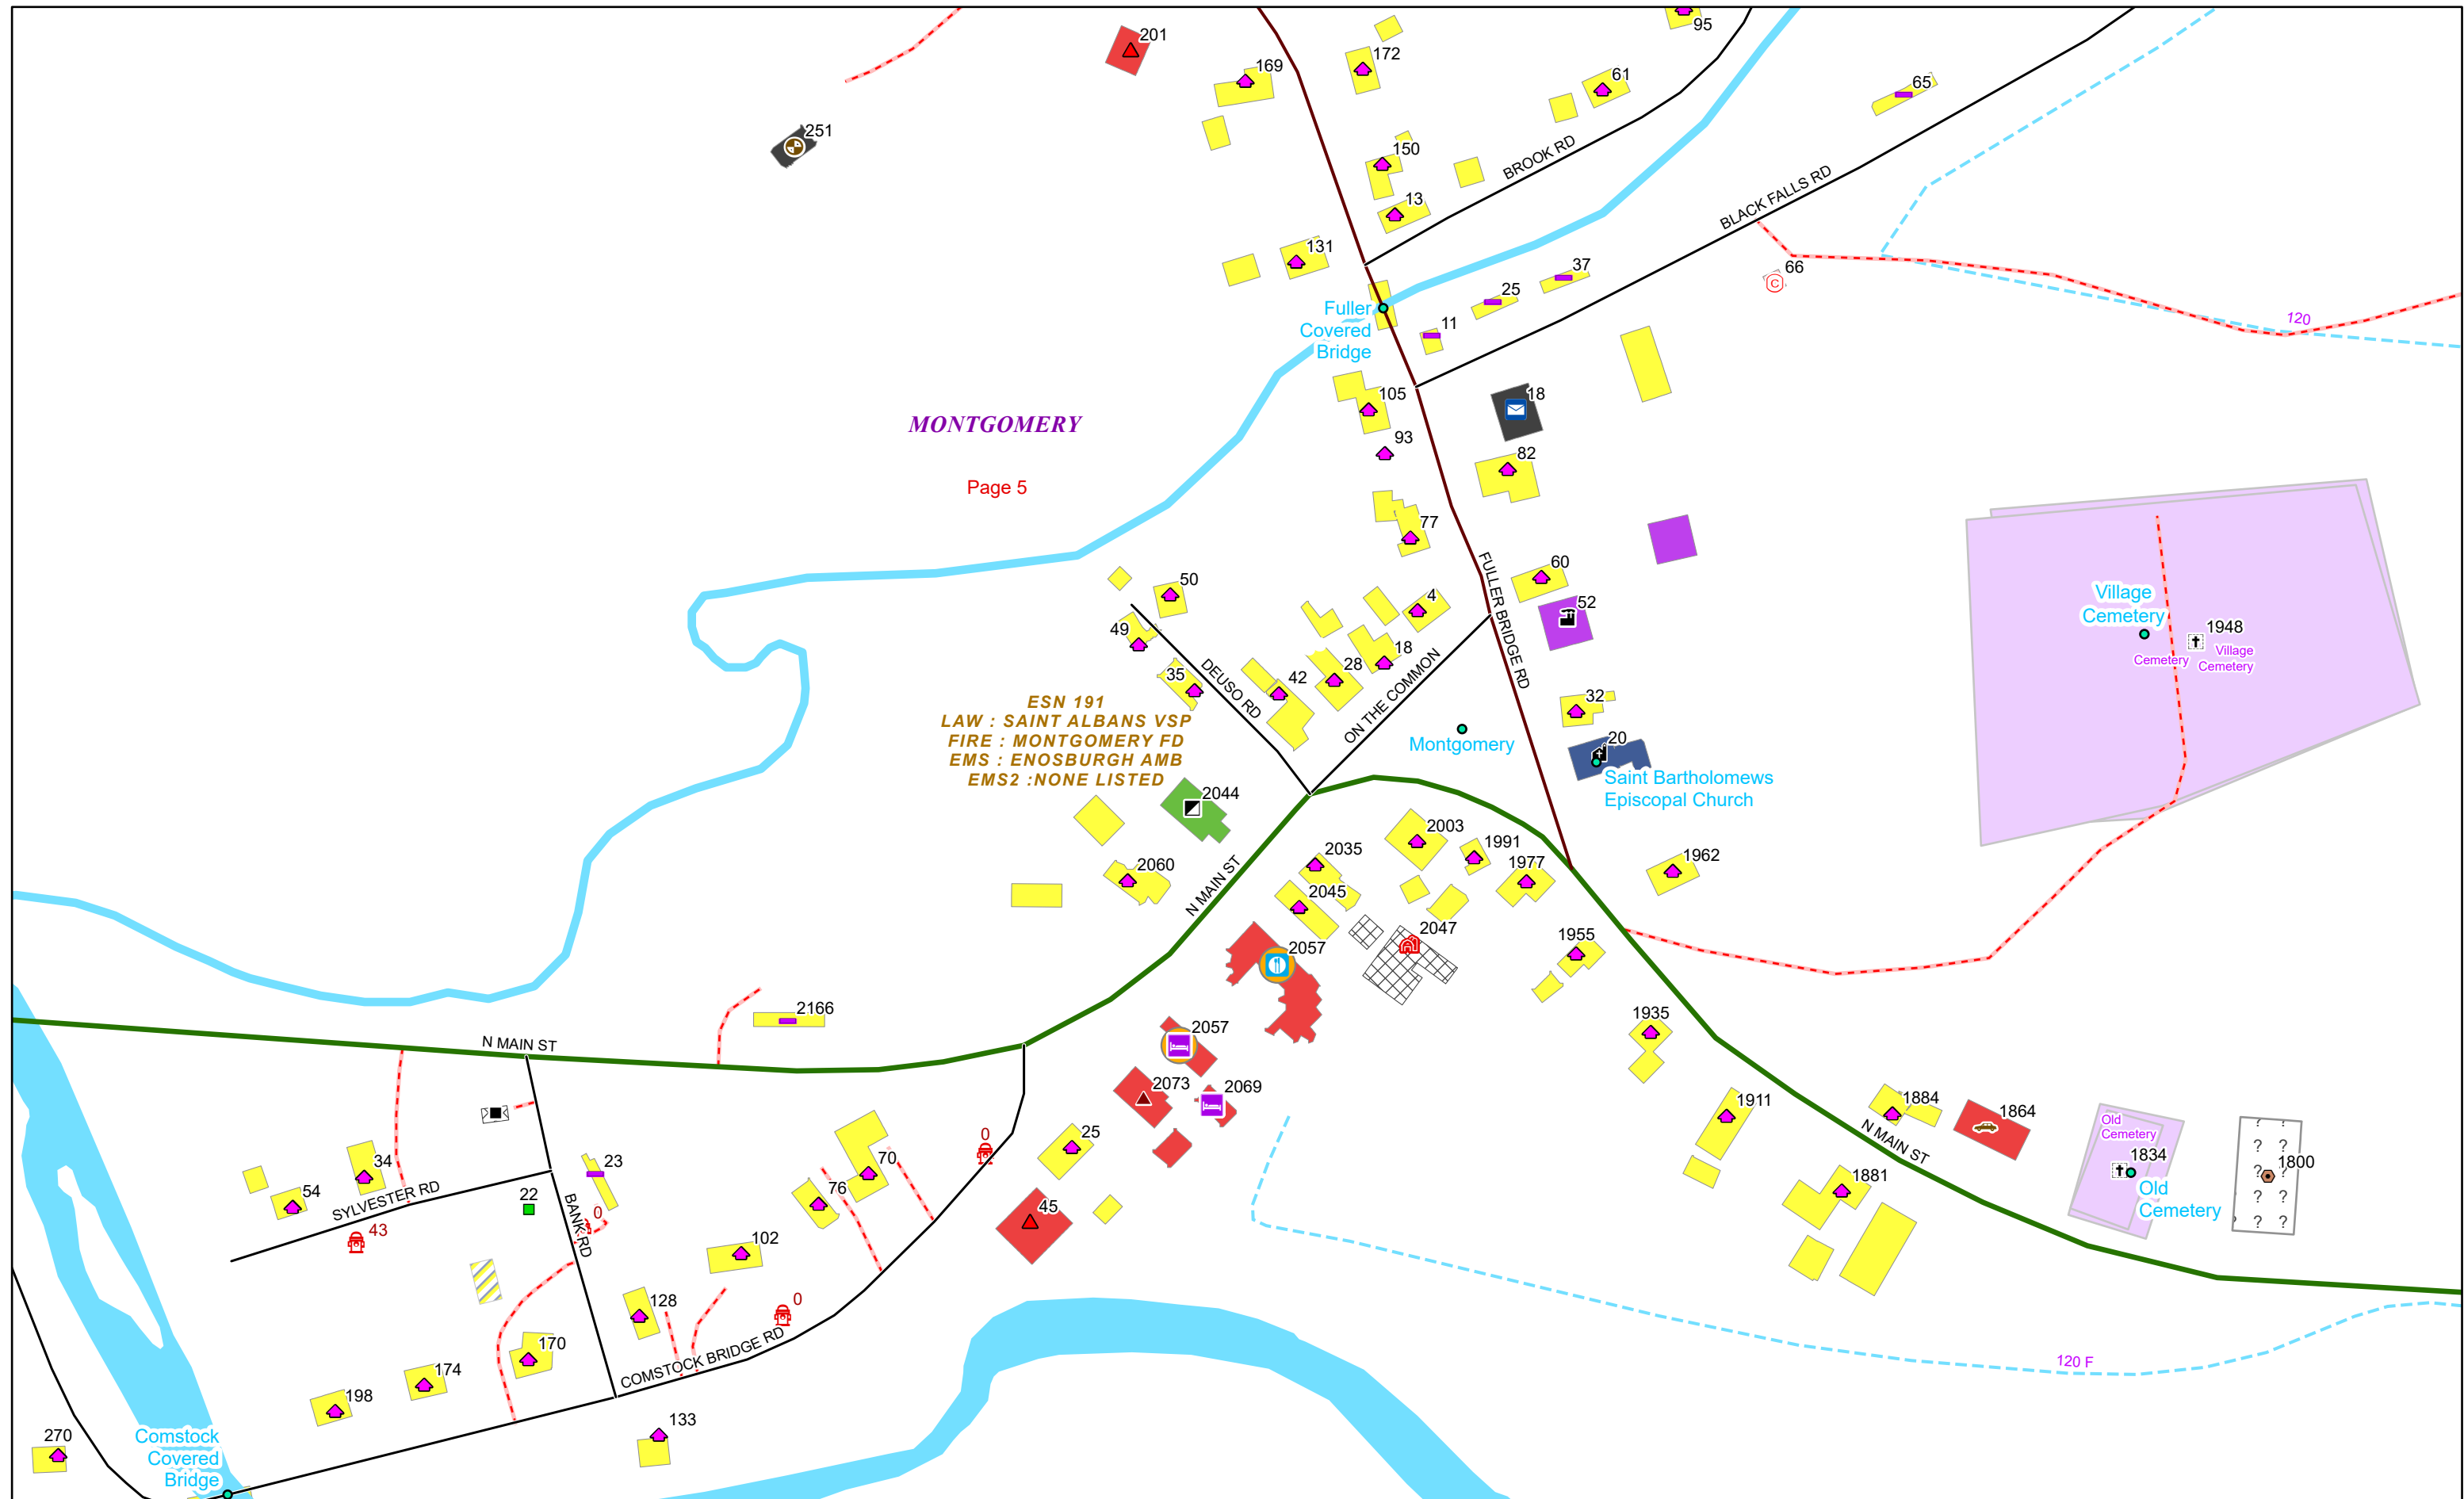 95
201
172
169
61
65
251
150
BROOK RD
13
BLACK FALLS RD
131
66
37
25
Fuller
Covered
Bridge
11
120
105
18
MONTGOMERY
93
82
Page 5
77
60
50
4
52
FULLER BRIDGE RD
Village
Cemetery
49
1948
Cemetery
Village
Cemetery
18
28
35
42
DEUSO RD
ON THE COMMON
32
ESN 191
LAW : SAINT ALBANS VSP
FIRE : MONTGOMERY FD
EMS : ENOSBURGH AMB
EMS2 :NONE LISTED
Montgomery
20
Saint Bartholomews
Episcopal Church
2044
2003
1991
2035
1977
1962
2060
2045
N MAIN ST
2047
1955
2057
2166
1935
2057
N MAIN ST
2073
2069
1911
1884
1864
Old
Cemetery
N MAIN ST
25
0
1834
1800
34
23
70
1881
Old
Cemetery
54
SYLVESTER RD
22
76
45
43
0
BANK RD
102
128
0
170
COMSTOCK BRIDGE RD
120 F
174
198
133
270
Comstock
Covered
Bridge
C
? ?
? ?
? ?
? ?
? ?